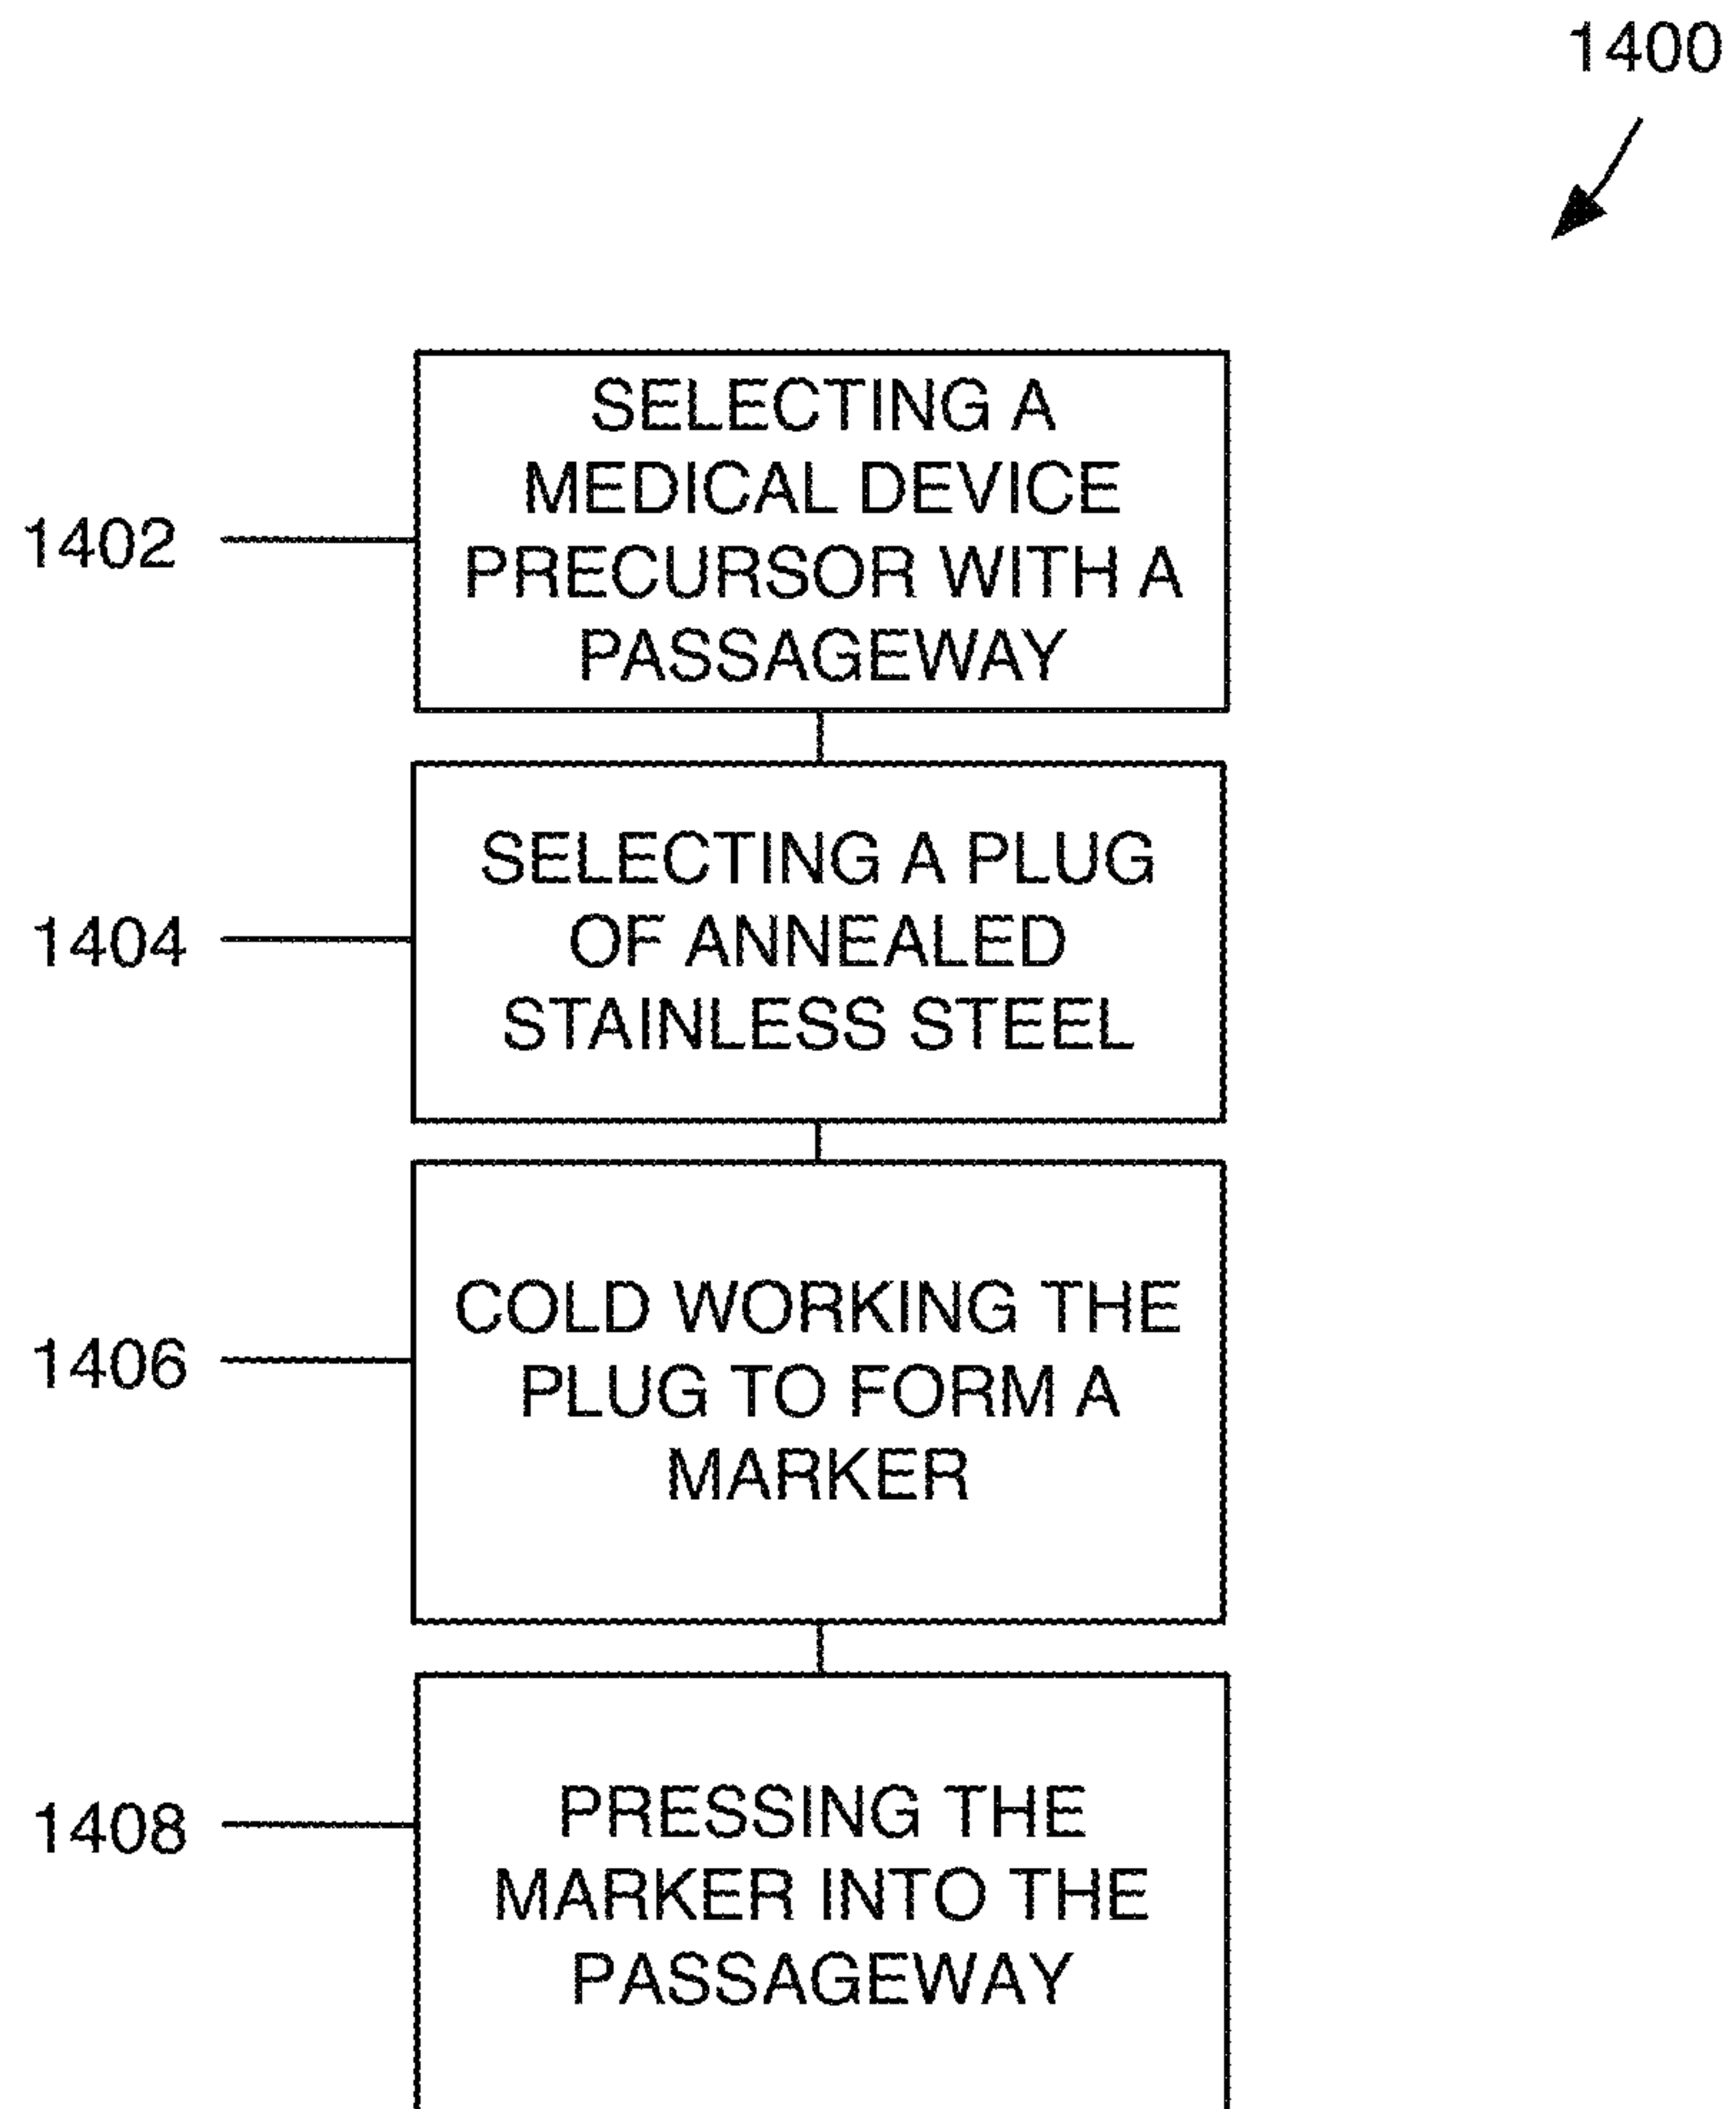 1400
SELECTING A
MEDICAL DEVICE
PRECURSOR WITH A
PASSAGEWAY
1402
SELECTING A PLUG
OF ANNEALED
STAINLESS STEEL
1404
COLD WORKING THE
PLUG TO FORM A
MARKER
1406
PRESSING THE
MARKER INTO THE
PASSAGEWAY
1408